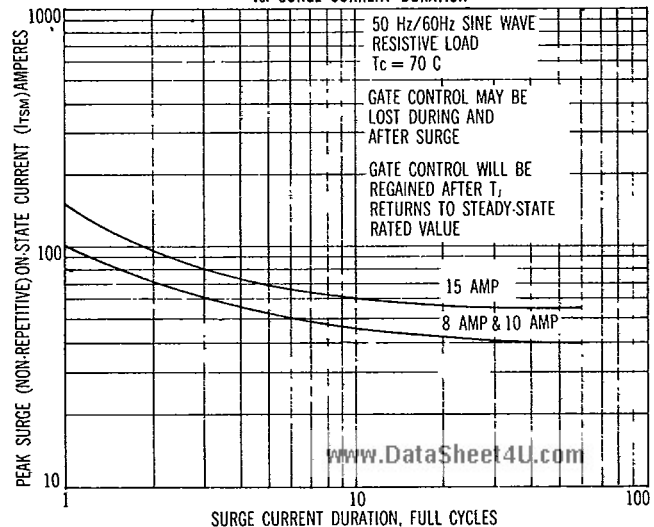 SURGE CURRENT DURATION
PEAK SURGE (NON-REPETITIVE) ON-STATE CURRENT (ITSM) AMPERES
1000
100
10
50 Hz/60Hz SINE WAVE
RESISTIVE LOAD
Tc = 70 C
GATE CONTROL MAY BE
LOST DURING AND
AFTER SURGE
GATE CONTROL WILL BE
REGAINED AFTER TJ
RETURNS TO STEADY-STATE
RATED VALUE
15 AMP
8 AMP & 10 AMP
www.DataSheet4U.com
1
10
100
SURGE CURRENT DURATION, FULL CYCLES